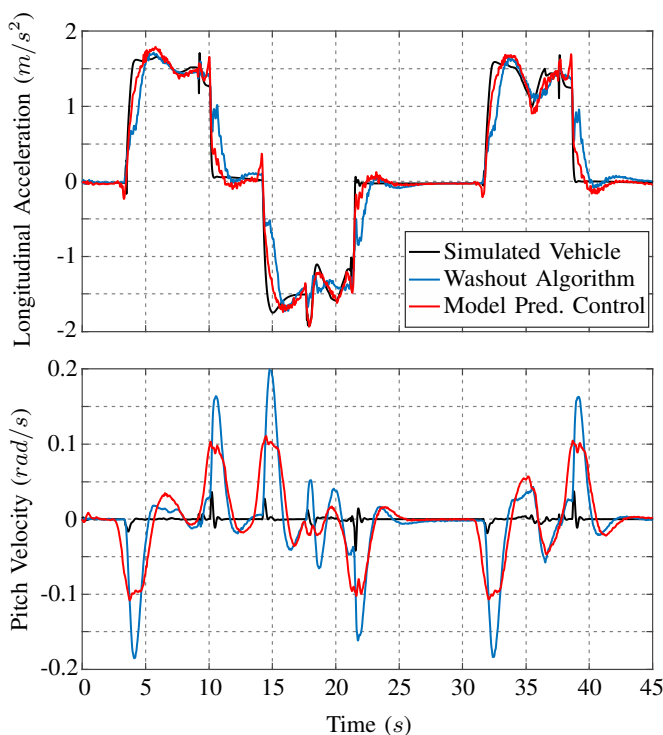 Longitudinal Acceleration (m/s²)
2
1
0
-1
-2
Simulated Vehicle
Washout Algorithm
Model Pred. Control
Pitch Velocity (rad/s)
0.2
0.1
0
-0.1
-0.2
0 5 10 15 20 25 30 35 40 45
Time (s)